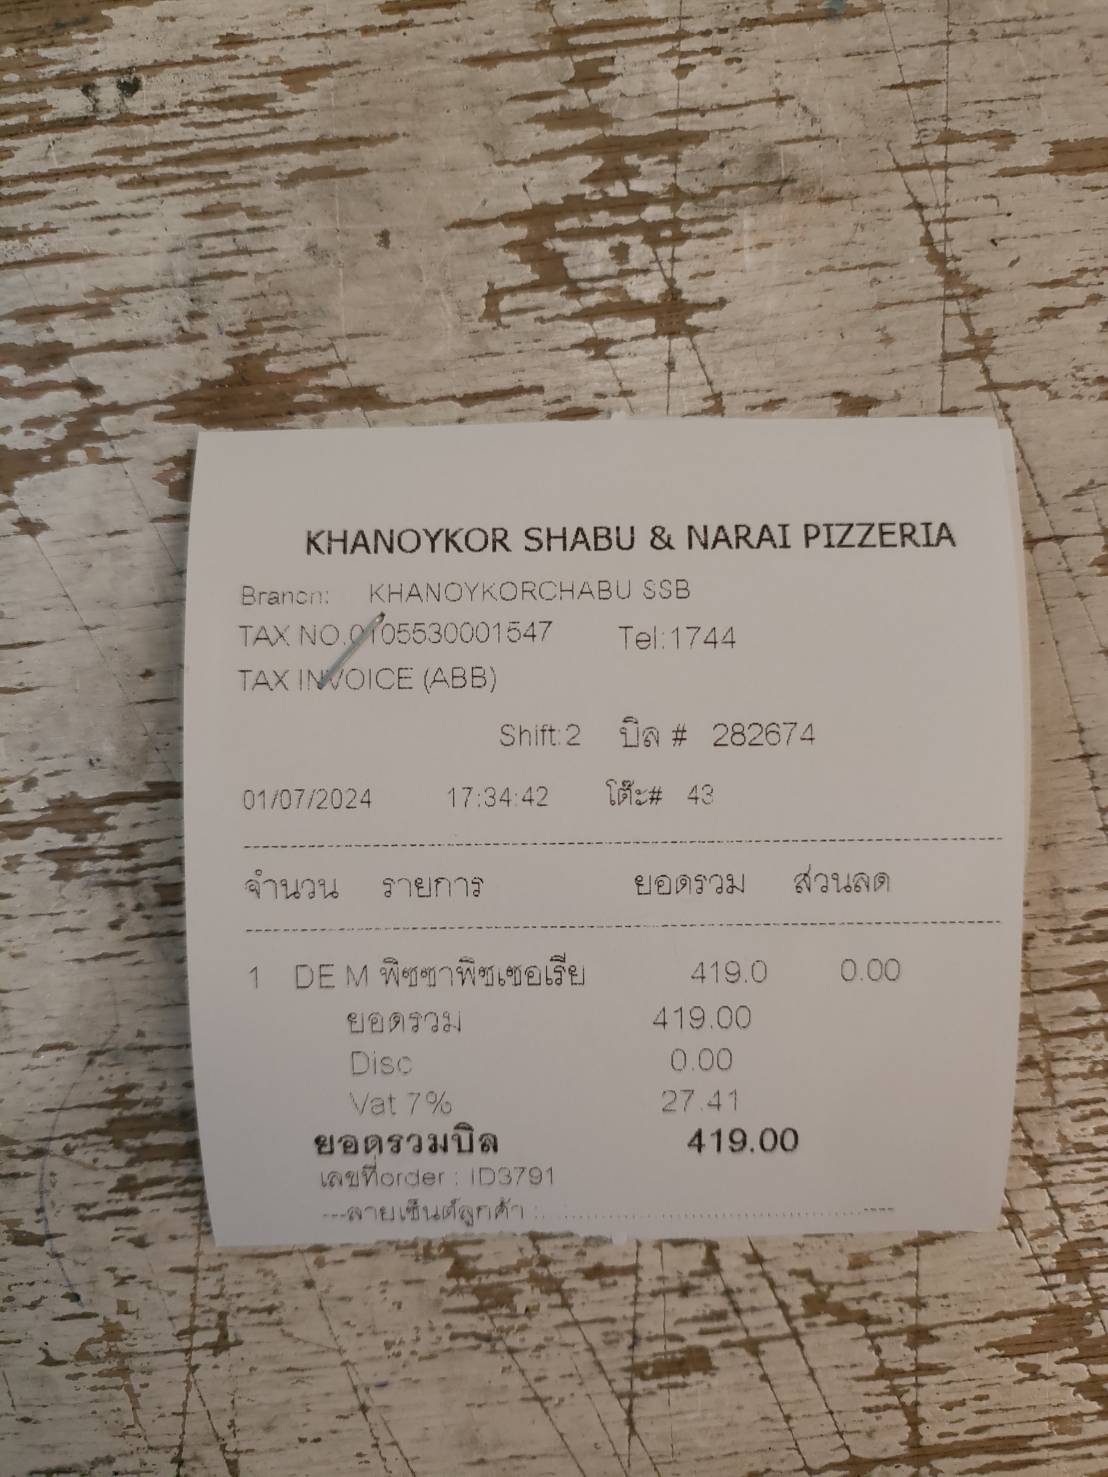 KHANOYKOR SHABU & NARAI PIZZERIA
Branch: KHANOYKORCHABU SSB
TAX NO.0105530001547 Tel:1744
TAX INVOICE (ABB)
Shift:2 บิล # 282674
01/07/2024 17:34:42 โต๊ะ# 43
จำนวน รายการ ยอดรวม ส่วนลด
1 DE M พิซซาพิซเซอเรีย 419.0 0.00
ยอดรวม 419.00
Disc 0.00
Vat 7% 27.41
ยอดรวมบิล 419.00
เลขที่order : ID3791
---ลายเซ็นต์ลูกค้า :..........................................----